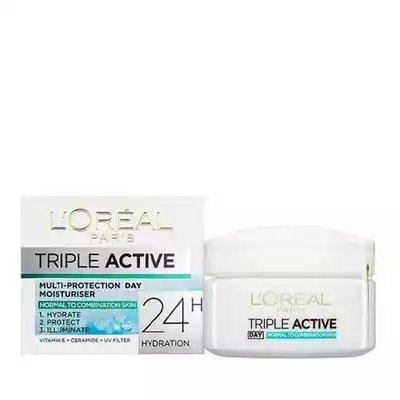 L'ORÉAL
PARIS
TRIPLE ACTIVE
MULTI-PROTECTION DAY
MOISTURISER
NORMAL TO COMBINATION SKIN
1. HYDRATE
2. PROTECT
3. ILLUMINATE
VITAMIN E + CERAMIDE + UV FILTER
24H
HYDRATION
L'ORÉAL
PARIS
TRIPLE ACTIVE
DAY NORMAL TO COMBINATION SKIN